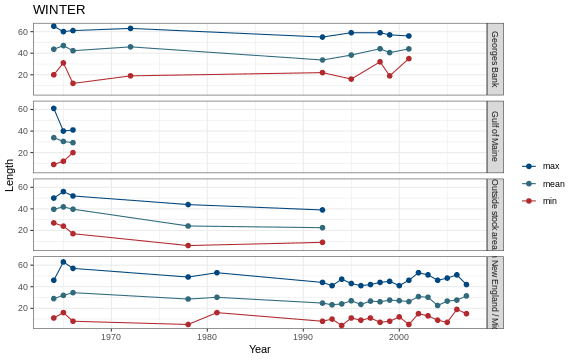 WINTER
60
40
20
Georges Bank
60
40
20
Gulf of Maine
60
40
20
Outside stock area
60
40
20
New England / Mi
Length
1970
1980
1990
2000
Year
max
mean
min